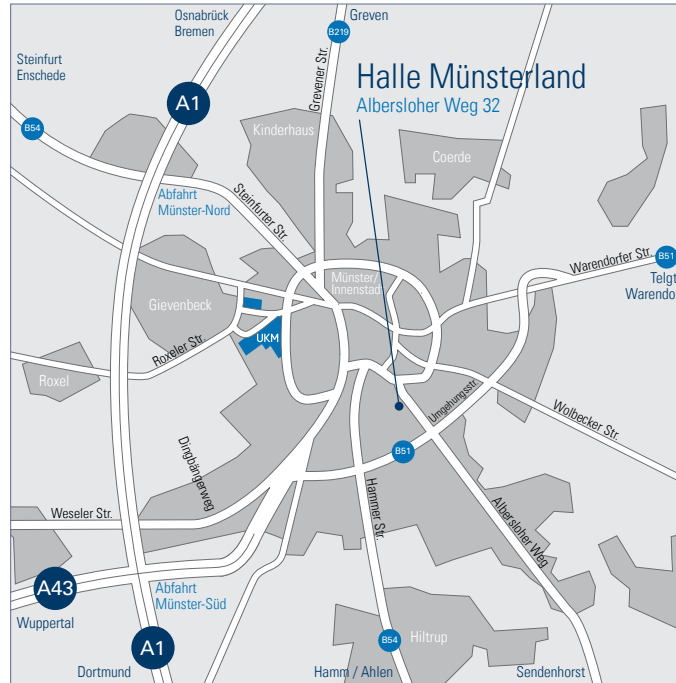 Osnabrück
Bremen
Greven
B219
Steinfurt
Enschede
A1
Grevener Str.
Halle Münsterland
Albersloher Weg 32
B54
Kinderhaus
Coerde
Abfahrt
Münster-Nord
Steinfurter Str.
Warendorfer Str.
B51
Telgt
Warendo
Münster/
Innenstadt
Gievenbeck
UKM
Roxeler Str.
Roxel
Umgehungsstr.
Wolbecker Str.
Dingbängerweg
B51
Weseler Str.
Hammer Str.
Albersloher Weg
A43
Wuppertal
Abfahrt
Münster-Süd
A1
Dortmund
B54
Hiltrup
Hamm / Ahlen
Sendenhorst